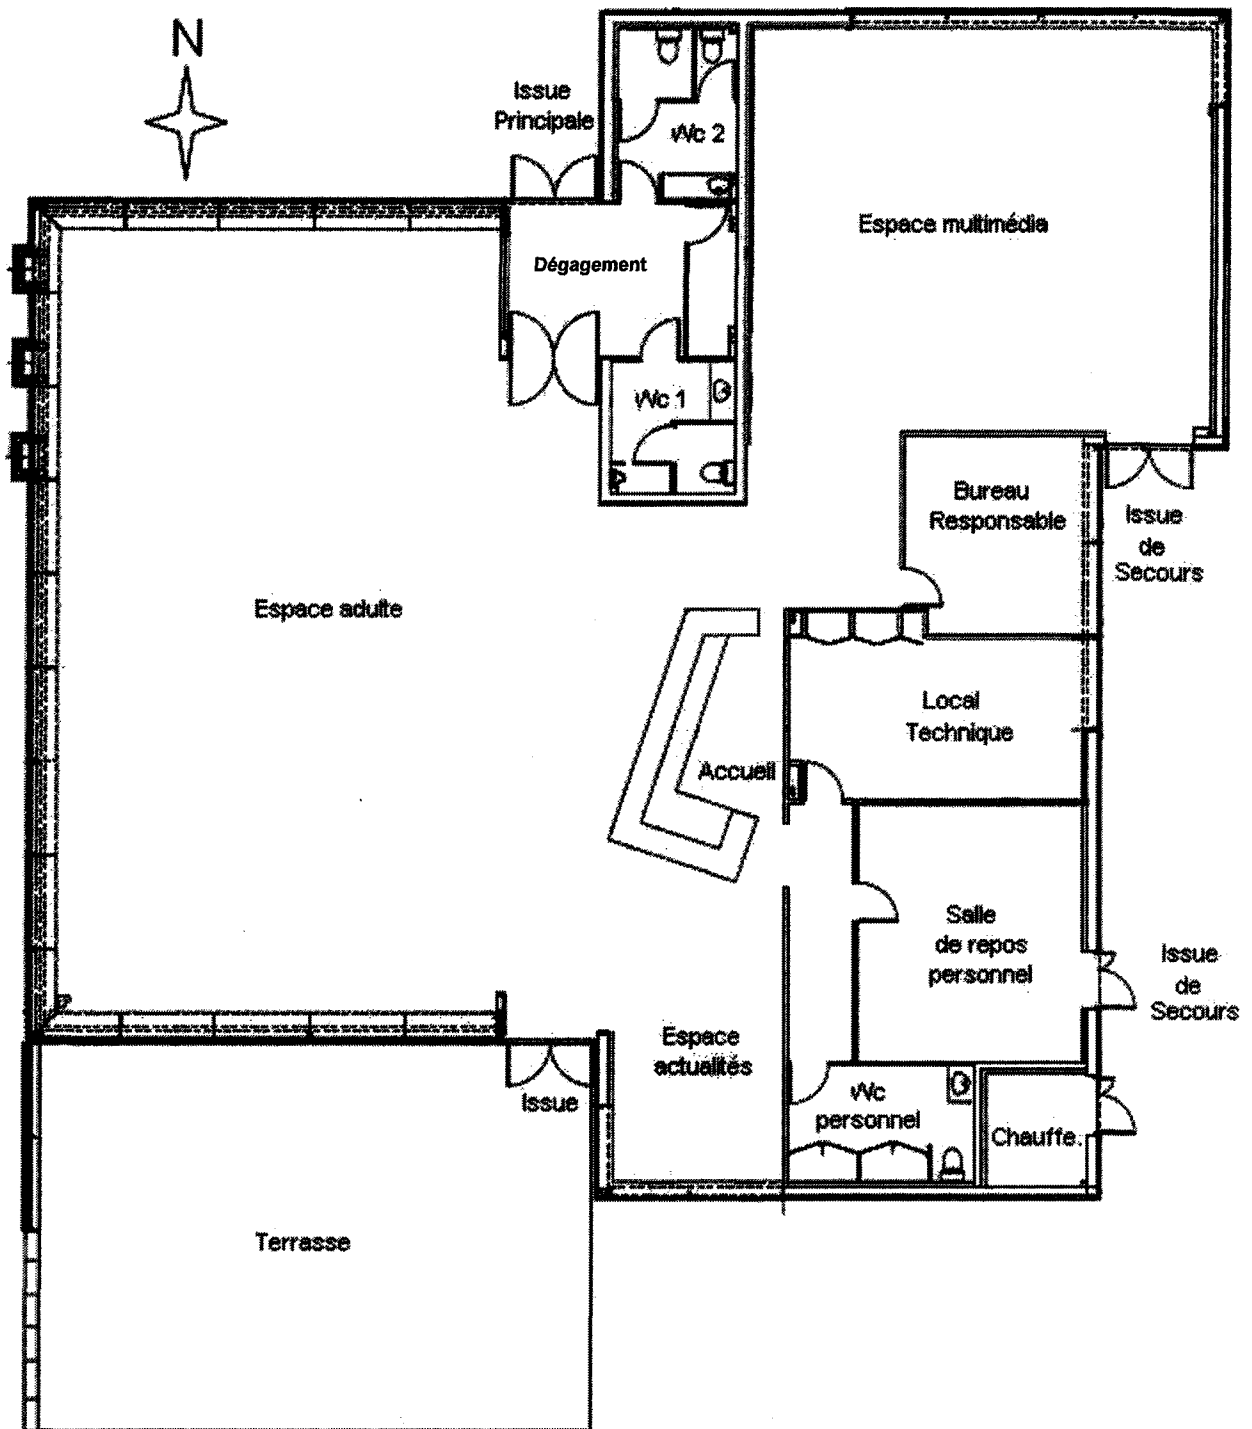 N
Issue
Principale
Wc 2
Espace multimédia
Dégagement
Wc 1
Bureau
Responsable
Issue
de
Secours
Espace adulte
Local
Technique
Accueil
Salle
de repos
personnel
Issue
de
Secours
Espace
actualités
Issue
Wc
personnel
Chauffe.
Terrasse